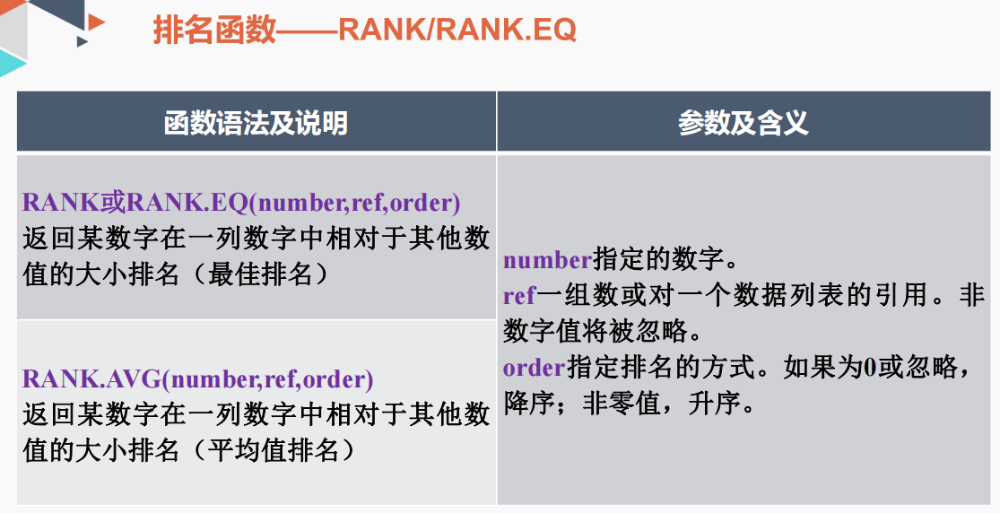 排名函数——RANK/RANK.EQ
函数语法及说明
参数及含义
RANK或RANK.EQ(number,ref,order)
返回某数字在一列数字中相对于其他数
值的大小排名（最佳排名）
RANK.AVG(number,ref,order)
返回某数字在一列数字中相对于其他数
值的大小排名（平均值排名）
number指定的数字。
ref一组数或对一个数据列表的引用。非
数字值将被忽略。
order指定排名的方式。如果为0或忽略，
降序；非零值，升序。